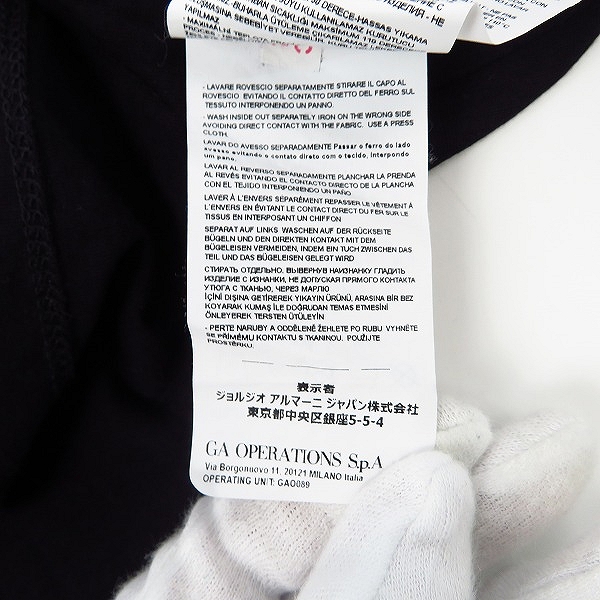 30 DERECE-HASSAS YIKAMA
TAPILMAZ
- MAXIMÁLNÍ TEPLOTA
- LAVARE ROVESCIO SEPARATAMENTE STIRARE IL CAPO AL
ROVESCIO EVITANDO IL CONTATTO DIRETTO DEL FERRO SUL
TESSUTO INTERPONENDO UN PANNO.
- WASH INSIDE OUT SEPARATELY IRON ON THE WRONG SIDE
AVOIDING DIRECT CONTACT WITH THE FABRIC. USE A PRESS
CLOTH.
LAVAR DO AVESSO SEPARADAMENTE Passar o ferro do lado
avesso evitando o contato direto com o tecido, interpondo
um pano.
LAVAR AL REVERSO SEPARADAMENTE PLANCHAR LA PRENDA
AL REVÉS EVITANDO EL CONTACTO DIRECTO DE LA PLANCHA
CON EL TEJIDO INTERPONIENDO UN PAÑO
LAVER À L'ENVERS SEPARÉMENT REPASSER LE VÊTEMENT À
L'ENVERS EN ÉVITANT LE CONTACT DIRECT DU FER SUR LE
TISSUS EN INTERPOSANT UN CHIFFON
SEPARAT AUF LINKS WASCHEN AUF DER RÜCKSEITE
BÜGELN UND DEN DIREKTEN KONTAKT MIT DEM
BÜGELEISEN VERMEIDEN, INDEM EIN TUCH ZWISCHEN DAS
TEIL UND DAS BÜGELEISEN GELEGT WIRD
СТИРАТЬ ОТДЕЛЬНО, ВЫВЕРНУВ НАИЗНАНКУ ГЛАДИТЬ
ИЗДЕЛИЕ С ИЗНАНКИ, НЕ ДОПУСКАЯ ПРЯМОГО КОНТАКТА
УТЮГА С ТКАНЬЮ, ЧЕРЕЗ МАРЛЮ
İÇİNİ DIŞINA GETİREREK YIKAYIN ÜRÜNÜ, ARASINA BİR BEZ
KOYARAK KUMAŞ İLE DOĞRUDAN TEMAS ETMESİNİ
ÖNLEYEREK TERSTEN ÜTÜLEYİN
- PERTE NARUBY A ODDĚLENĚ ŽEHLETE PO RUBU VYHNĚTE
SE PŘÍMÉMU KONTAKTU S TKANINOU. POUŽIJTE
PROSTĚRKU.
表示者
ジョルジオ アルマーニ ジャパン株式会社
東京都中央区銀座5-5-4
GA OPERATIONS S.p.A.
Via Borgonuovo 11, 20121 MILANO Italia
OPERATING UNIT: GAO089